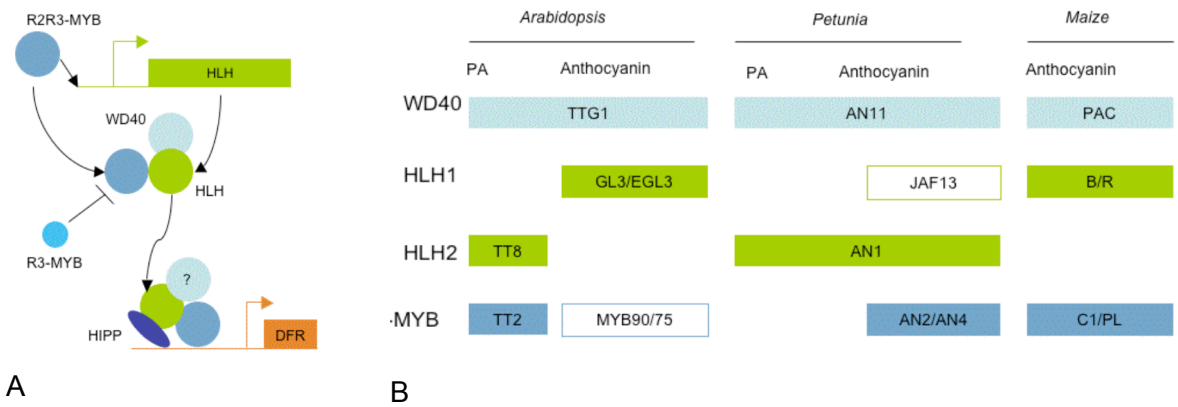 R2R3-MYB
HLH
WD40
HLH
R3-MYB
?
HIPP
DFR
A
Arabidopsis Petunia Maize
PA Anthocyanin PA Anthocyanin Anthocyanin
WD40 TTG1 AN11 PAC
HLH1 GL3/EGL3 JAF13 B/R
HLH2 TT8 AN1
-MYB TT2 MYB90/75 AN2/AN4 C1/PL
B